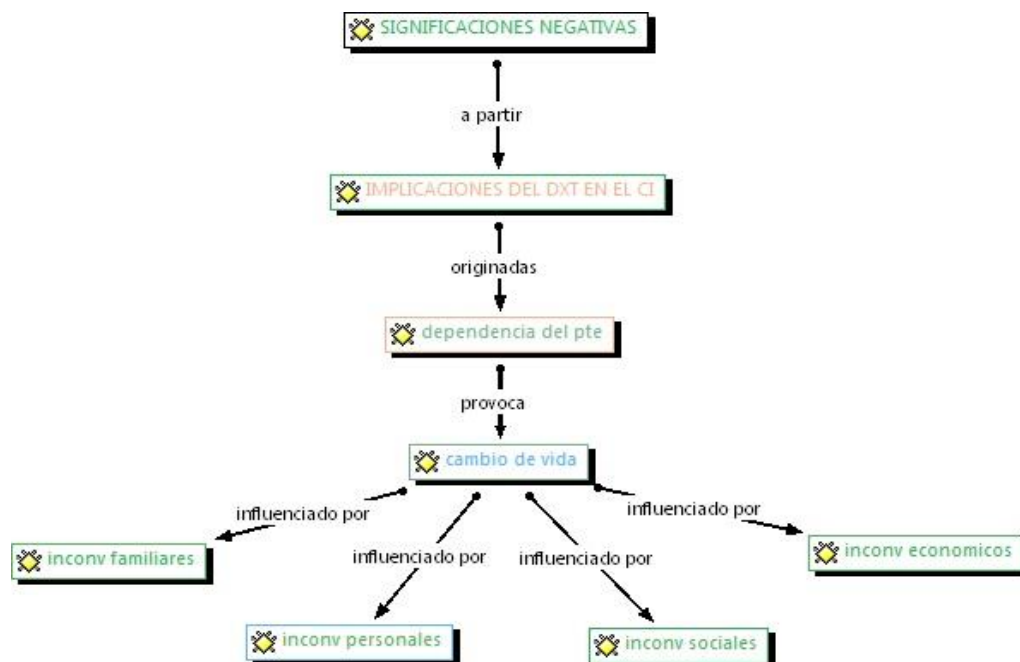 SIGNIFICACIONES NEGATIVAS
a partir
IMPLICACIONES DEL DXT EN EL CI
originadas
dependencia del pte
provoca
cambio de vida
influenciado por
influenciado por
influenciado por
influenciado por
inconv familiares
inconv economicos
inconv personales
inconv sociales